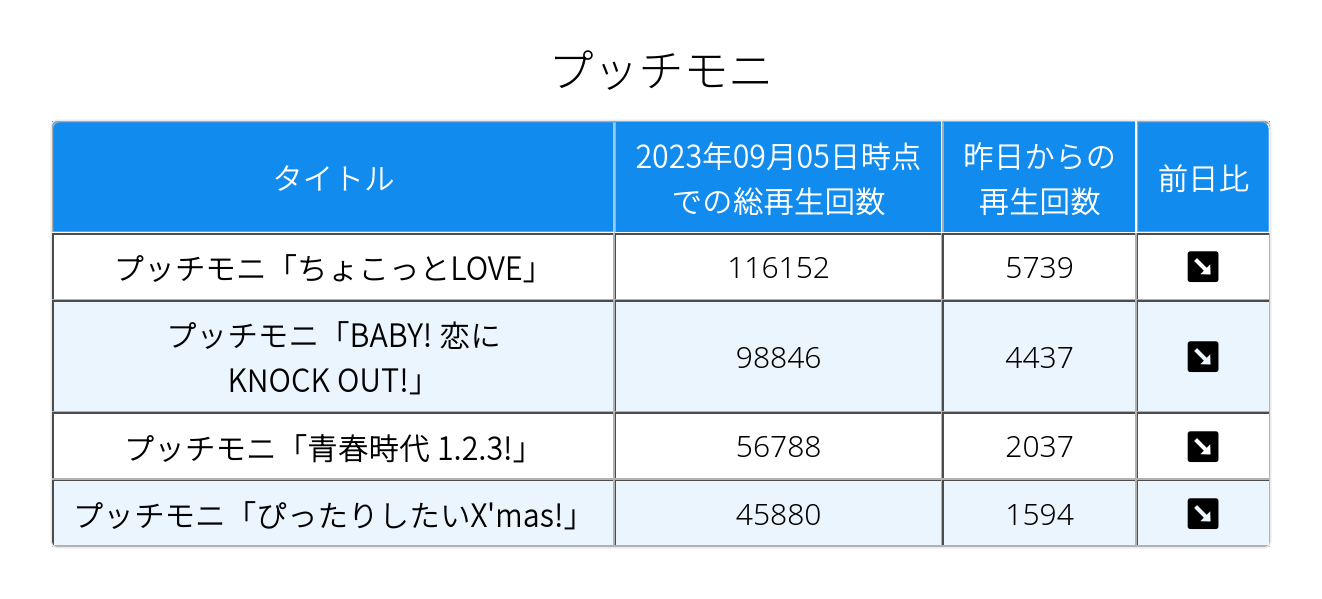 プッチモニ
タイトル
2023年09月05日時点
での総再生回数
昨日からの
再生回数
前日比
プッチモニ「ちょこっとLOVE」
116152
5739
プッチモニ「BABY! 恋に
KNOCK OUT!」
98846
4437
プッチモニ「青春時代 1.2.3!」
56788
2037
プッチモニ「ぴったりしたいX'mas!」
45880
1594